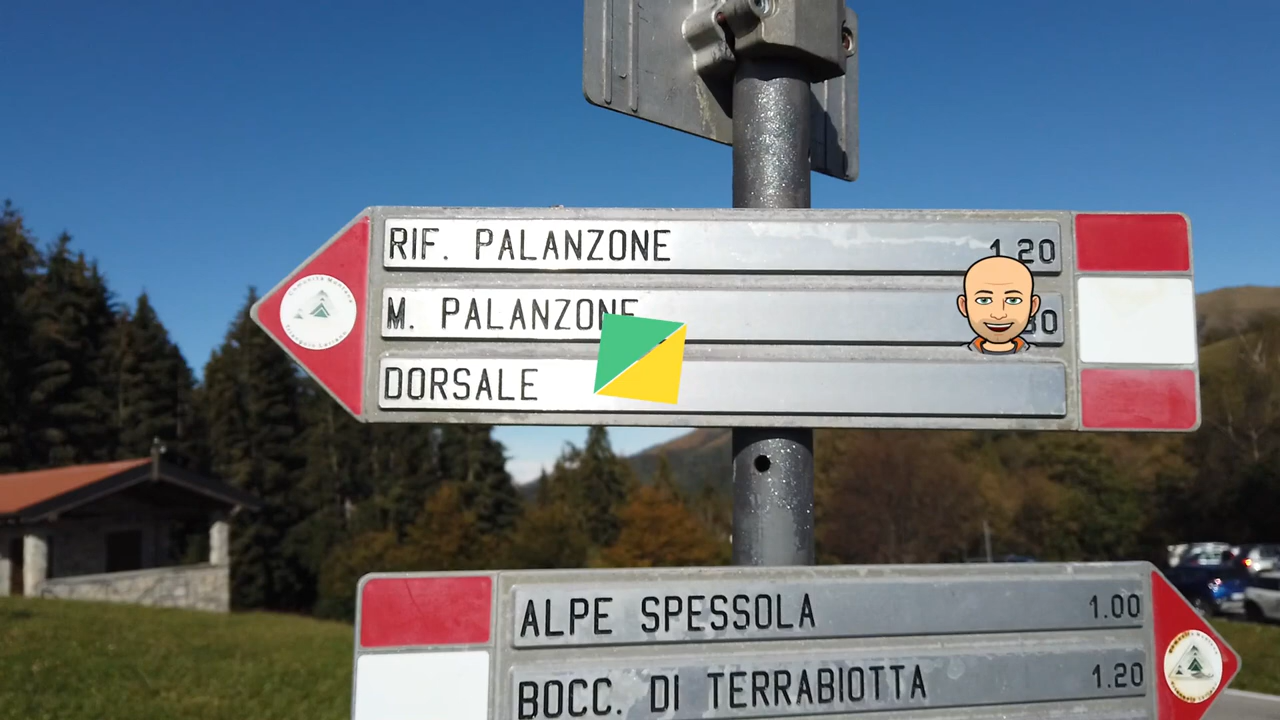 RIF. PALANZONE 1.20
M. PALANZONE
DORSALE
ALPE SPESSOLA 1.00
BOCC. DI TERRABIOTTA 1.20